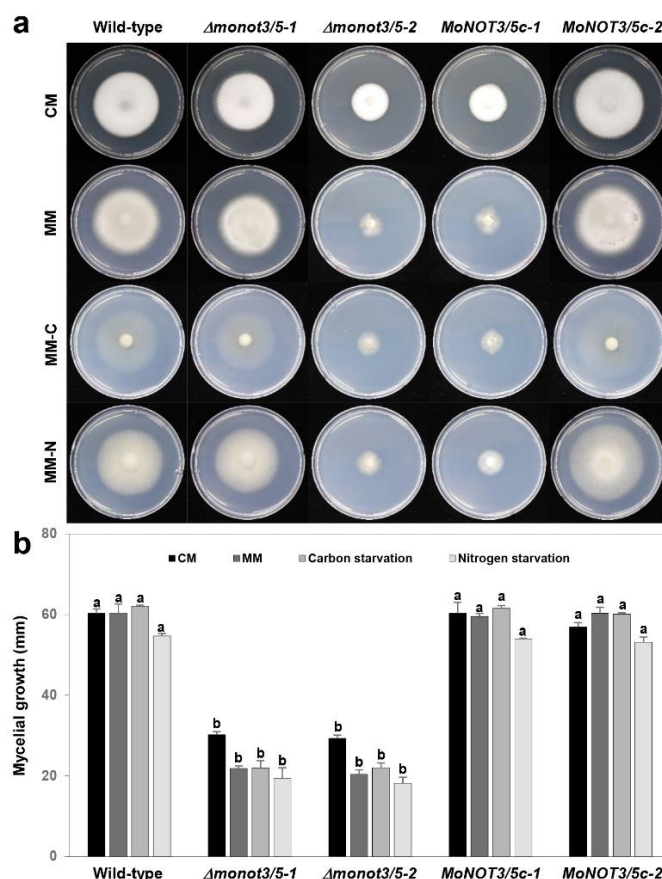 a
Wild-type Δmonot3/5-1 Δmonot3/5-2 MoNOT3/5c-1 MoNOT3/5c-2
CM
MM
MM-C
MM-N
b
80
CM MM Carbon starvation Nitrogen starvation
a a a a b b b b b b b b a a a a a a a a
60
40
20
0
Mycelial growth (mm)
Wild-type Δmonot3/5-1 Δmonot3/5-2 MoNOT3/5c-1 MoNOT3/5c-2